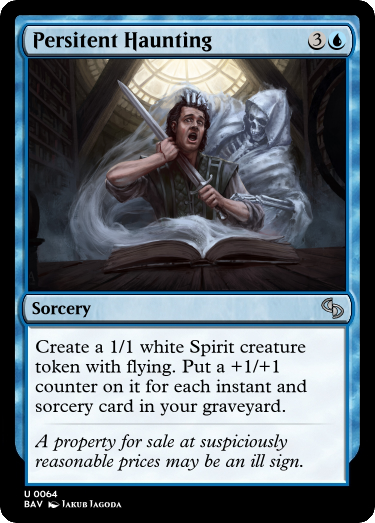 Persitent Haunting 3
Sorcery
Create a 1/1 white Spirit creature
token with flying. Put a +1/+1
counter on it for each instant and
sorcery card in your graveyard.
A property for sale at suspiciously
reasonable prices may be an ill sign.
U 0064
BAV Jakub Jagoda